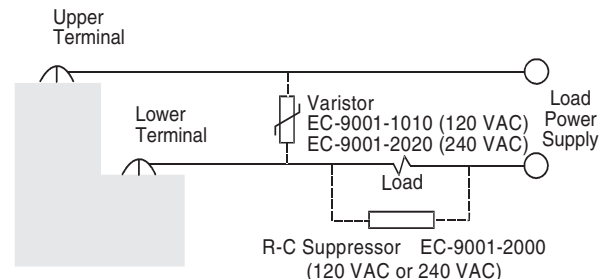 Upper
Terminal
Lower
Terminal
Varistor
EC-9001-1010 (120 VAC)
EC-9001-2020 (240 VAC)
Load
Power
Supply
Load
R-C Suppressor EC-9001-2000
(120 VAC or 240 VAC)